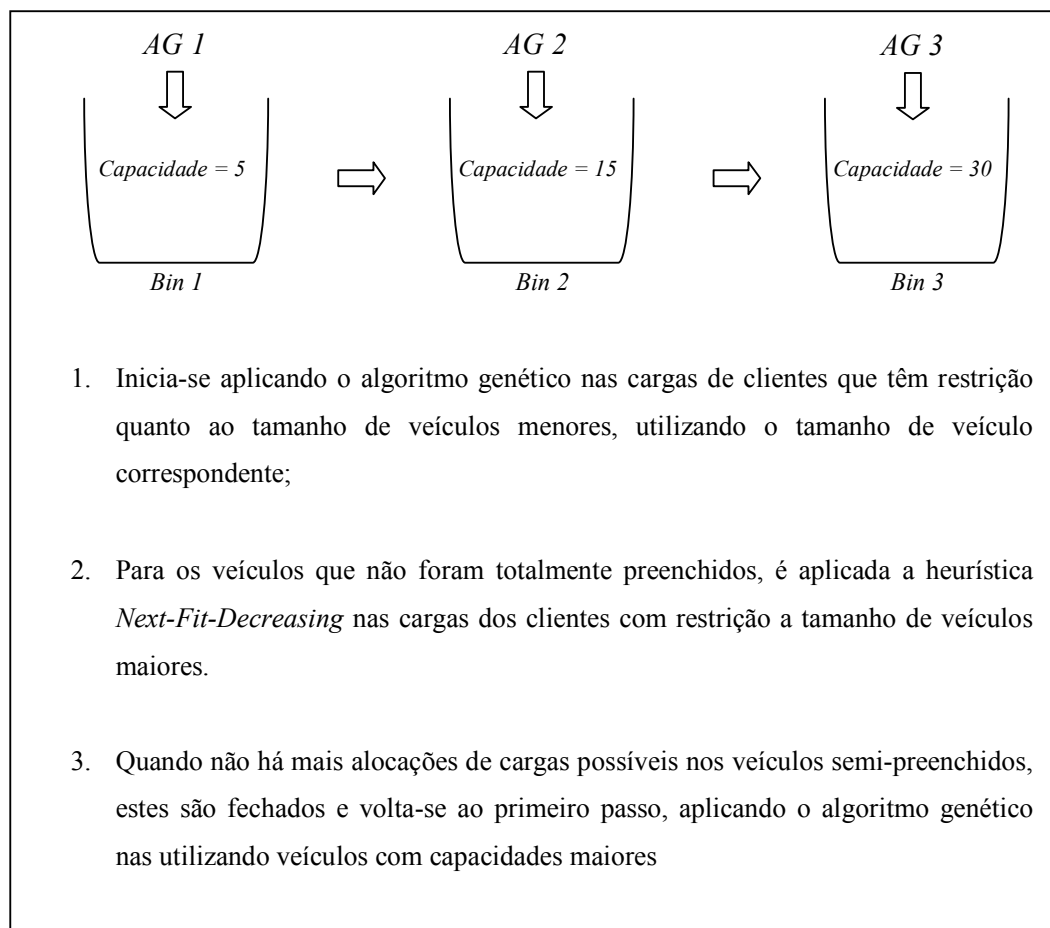 AG 1
AG 2
AG 3
Capacidade = 5
Capacidade = 15
Capacidade = 30
Bin 1
Bin 2
Bin 3
1. Inicia-se aplicando o algoritmo genético nas cargas de clientes que têm restrição
quanto ao tamanho de veículos menores, utilizando o tamanho de veículo
correspondente;
2. Para os veículos que não foram totalmente preenchidos, é aplicada a heurística
Next-Fit-Decreasing nas cargas dos clientes com restrição a tamanho de veículos
maiores.
3. Quando não há mais alocações de cargas possíveis nos veículos semi-preenchidos,
estes são fechados e volta-se ao primeiro passo, aplicando o algoritmo genético
nas utilizando veículos com capacidades maiores